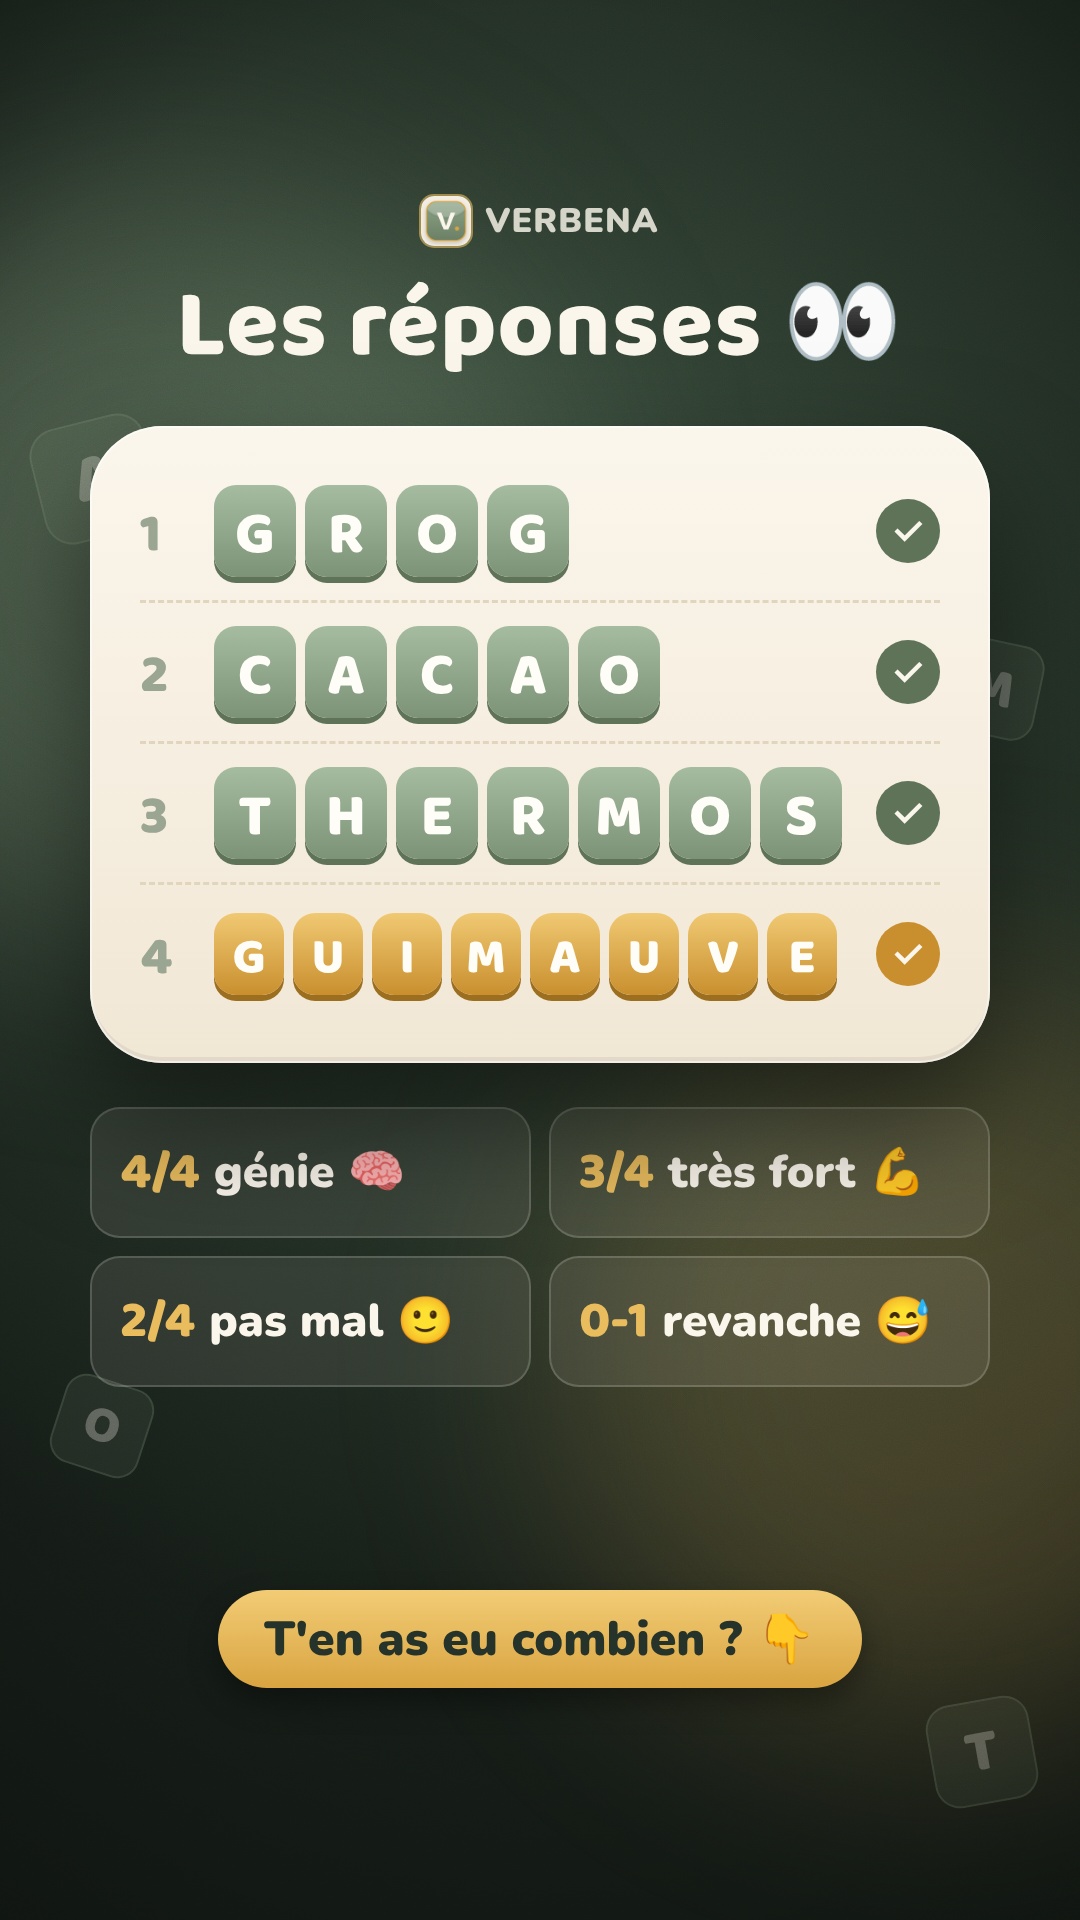 V. VERBENA
Les réponses 👀
1 GROG
2 CACAO
3 THERMOS
4 GUIMAUVE
4/4 génie 🧠
3/4 très fort 💪
2/4 pas mal 🙂
0-1 revanche 😅
M
O
T'en as eu combien ? 👇
T